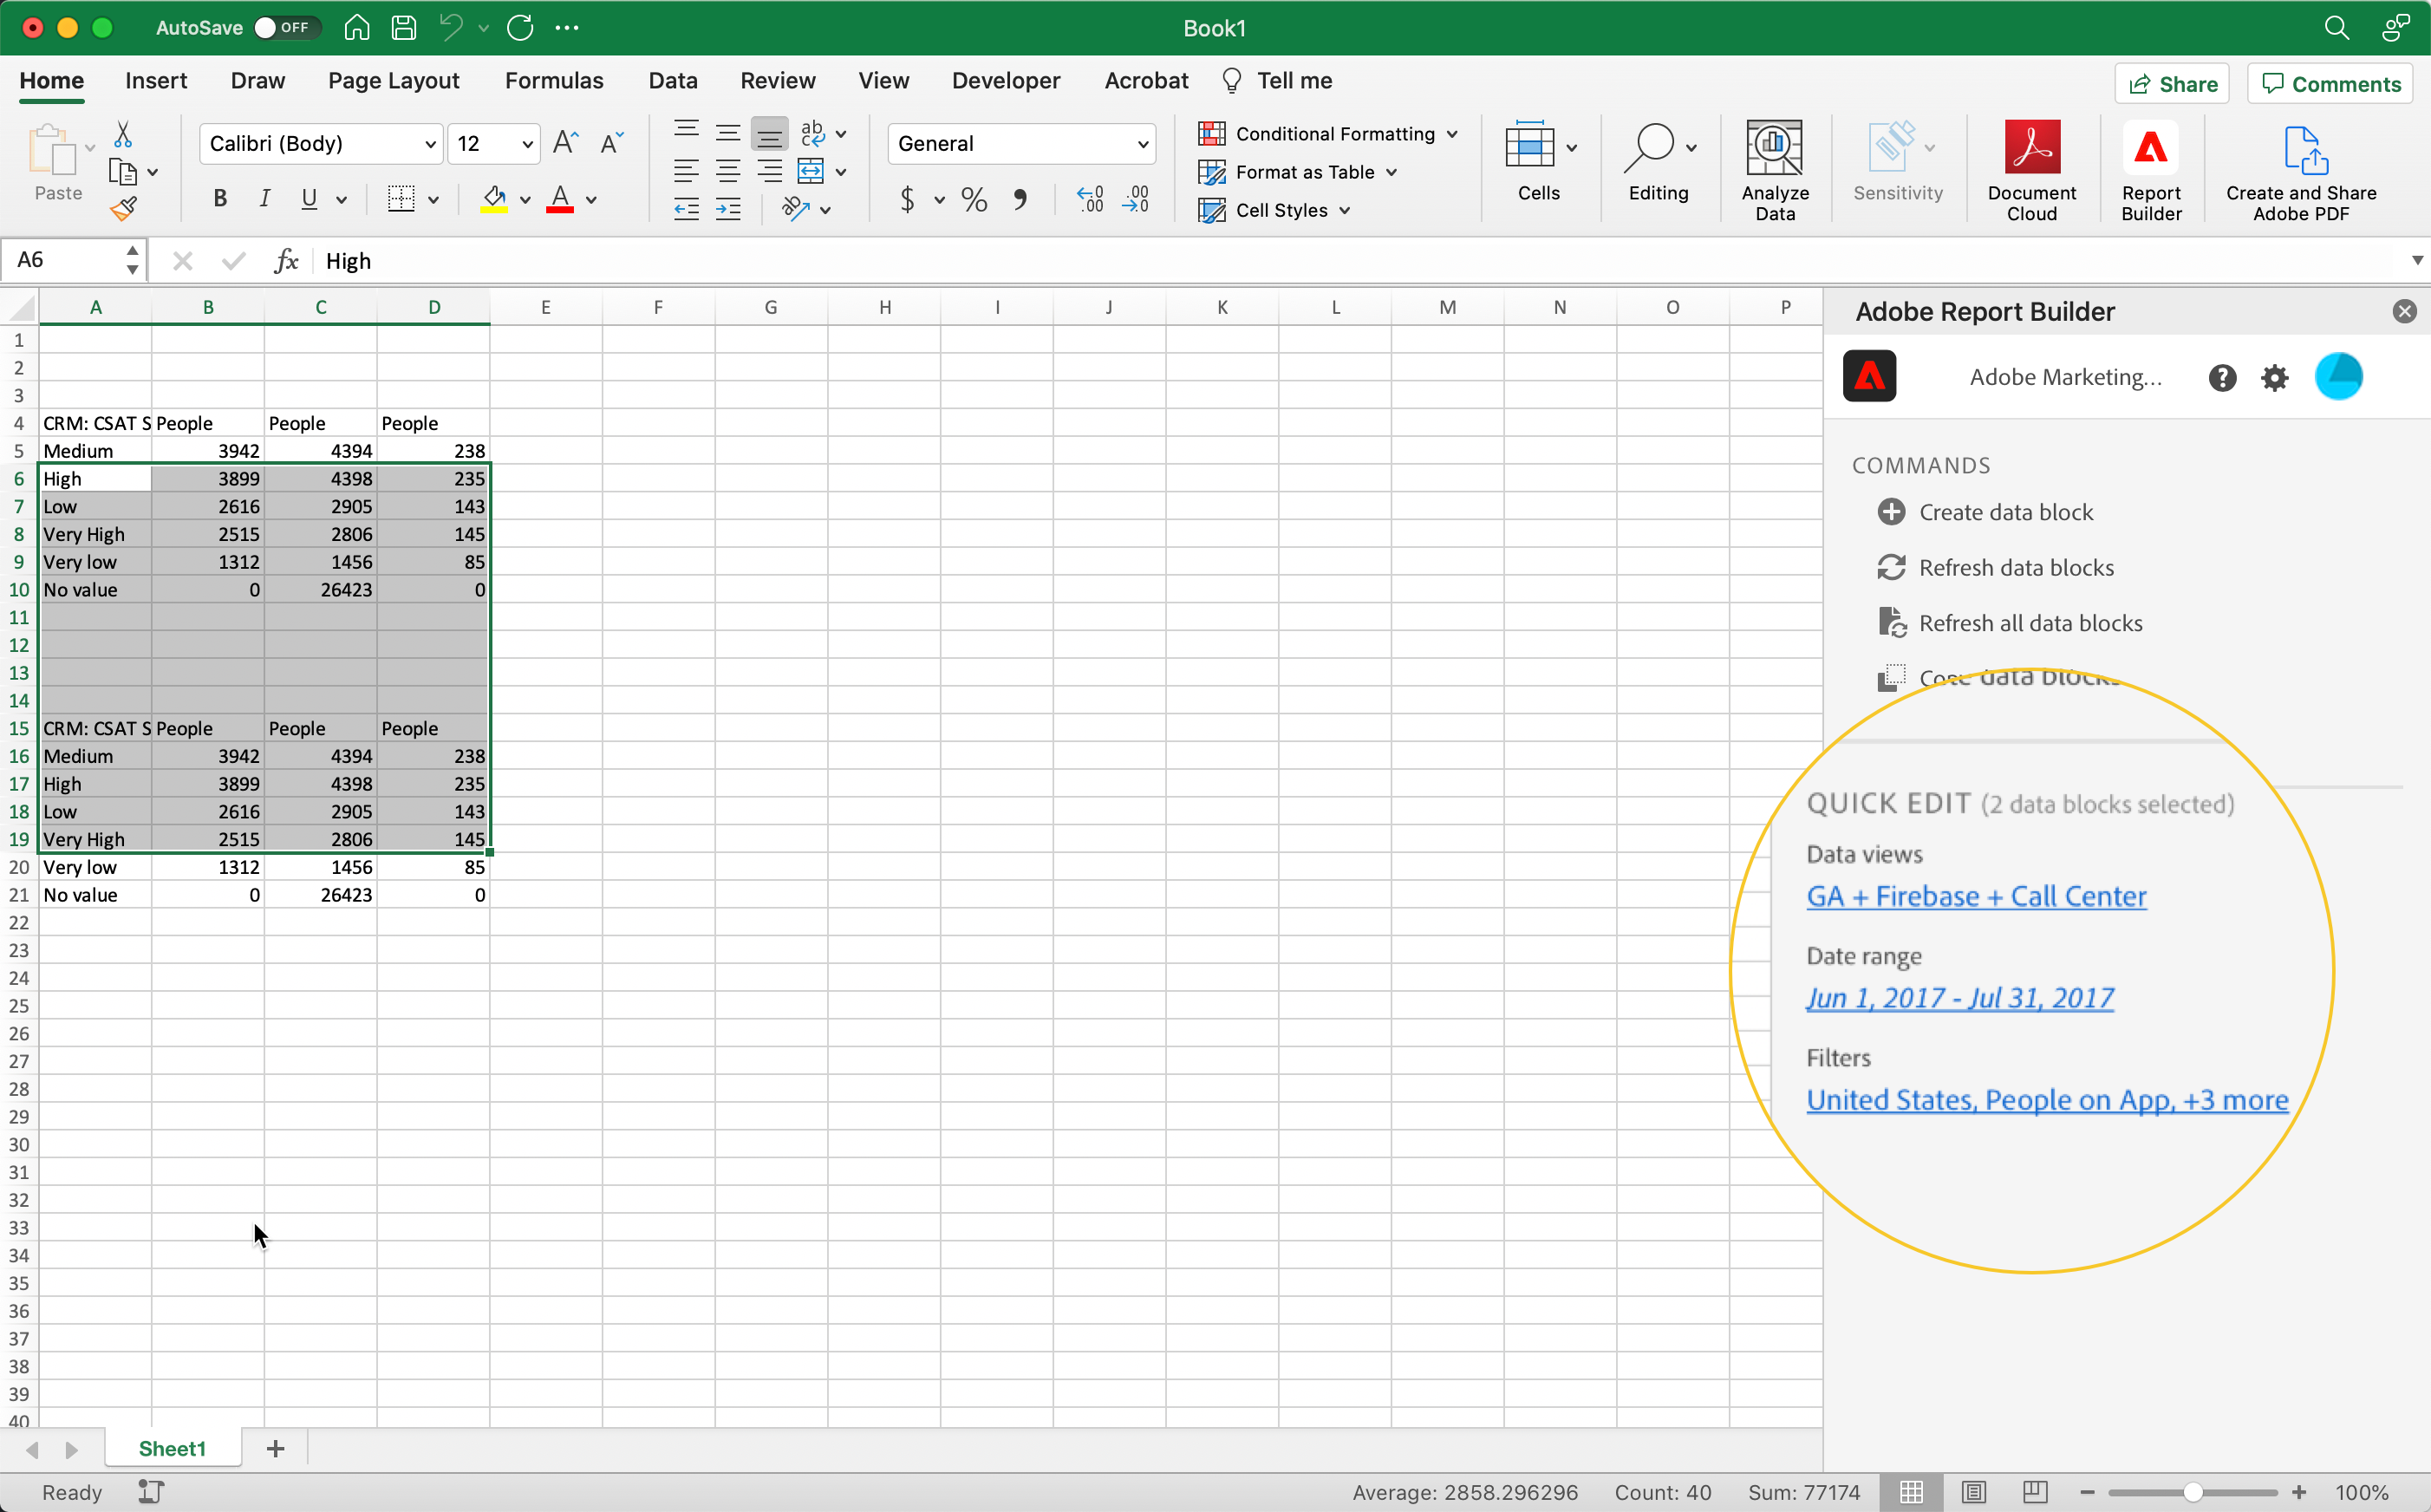 AutoSave OFF Book1
Home Insert Draw Page Layout Formulas Data Review View Developer Acrobat Tell me Share Comments
Paste Calibri (Body) 12 A A ab c General Conditional Formatting
Format as Table
Cell Styles
B I U A ab $ % , .0 .00 .00 .0
Cells Editing Analyze Data Sensitivity Document Cloud Report Builder Create and Share Adobe PDF
A6 fx High
A B C D E F G H I J K L M N O P
1
2
3
4 CRM: CSAT S People People People
5 Medium 3942 4394 238
6 High 3899 4398 235
7 Low 2616 2905 143
8 Very High 2515 2806 145
9 Very low 1312 1456 85
10 No value 0 26423 0
11
12
13
14
15 CRM: CSAT S People People People
16 Medium 3942 4394 238
17 High 3899 4398 235
18 Low 2616 2905 143
19 Very High 2515 2806 145
20 Very low 1312 1456 85
21 No value 0 26423 0
22
23
24
25
26
27
28
29
30
31
32
33
34
35
36
37
38
39
40
Adobe Report Builder
Adobe Marketing...
COMMANDS
Create data block
Refresh data blocks
Refresh all data blocks
data blocks
QUICK EDIT (2 data blocks selected)
Data views
GA + Firebase + Call Center
Date range
Jun 1, 2017 - Jul 31, 2017
Filters
United States, People on App, +3 more
Sheet1
Ready Average: 2858.296296 Count: 40 Sum: 77174 100%